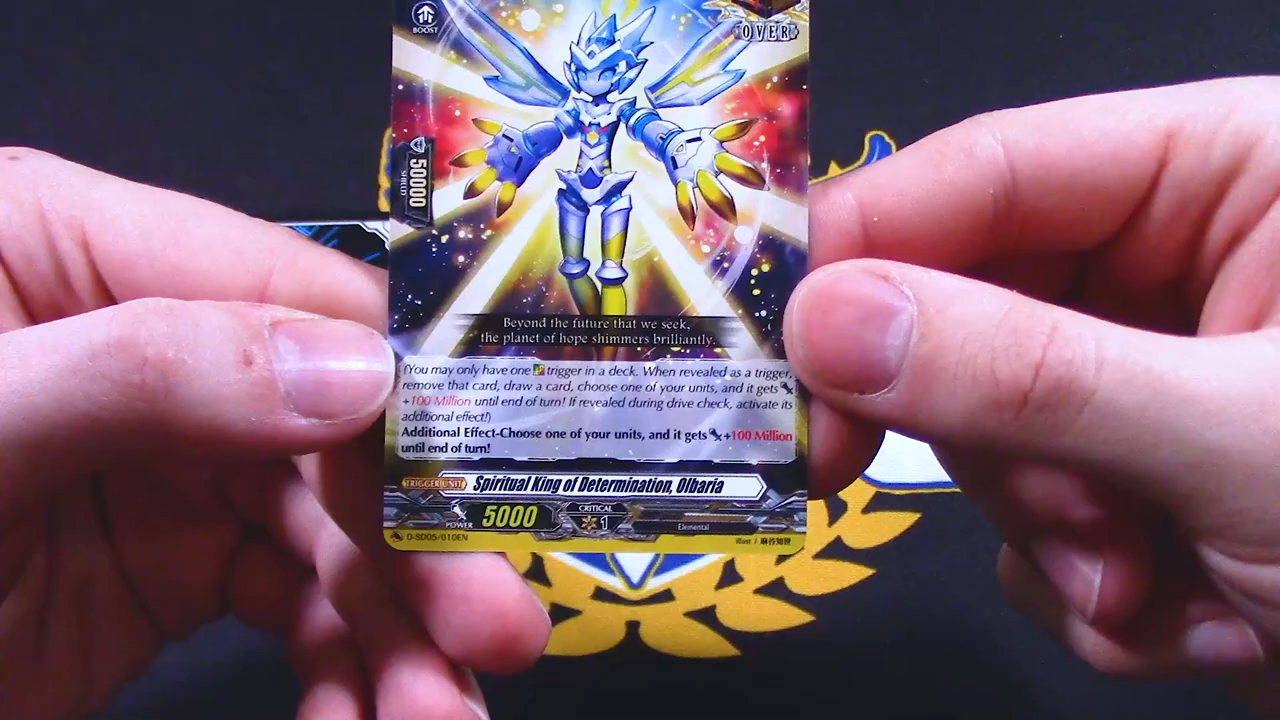 BOOST
OVER
50000
SHIELD
Beyond the future that we seek,
the planet of hope shimmers brilliantly.
(You may only have one trigger in a deck. When revealed as a trigger,
remove that card, draw a card, choose one of your units, and it gets
+100 Million until end of turn! If revealed during drive check, activate its
additional effect!)
Additional Effect-Choose one of your units, and it gets +100 Million
until end of turn!
TRIGGER UNIT Spiritual King of Determination, Olbaria
POWER 5000 CRITICAL 1 Elemental
D-SD05/010EN illust / 麻谷知世